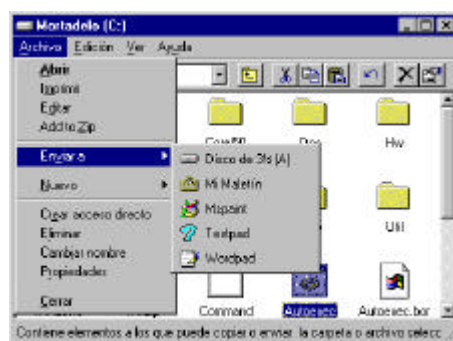 Mortadelo (C:)
Archivo Edición Ver Ayuda
Abrir
Imprimir
Editar
Add to Zip
Enviar a
Nuevo
Crear acceso directo
Eliminar
Cambiar nombre
Propiedades
Cerrar
Disco de 3½ (A)
Mi Maletín
Mspaint
Textpad
Wordpad
Dos
Hw
Util
Command
Autoexec
Autoexec.bor
Contiene elementos a los que puede copiar o enviar la carpeta o archivo selecc